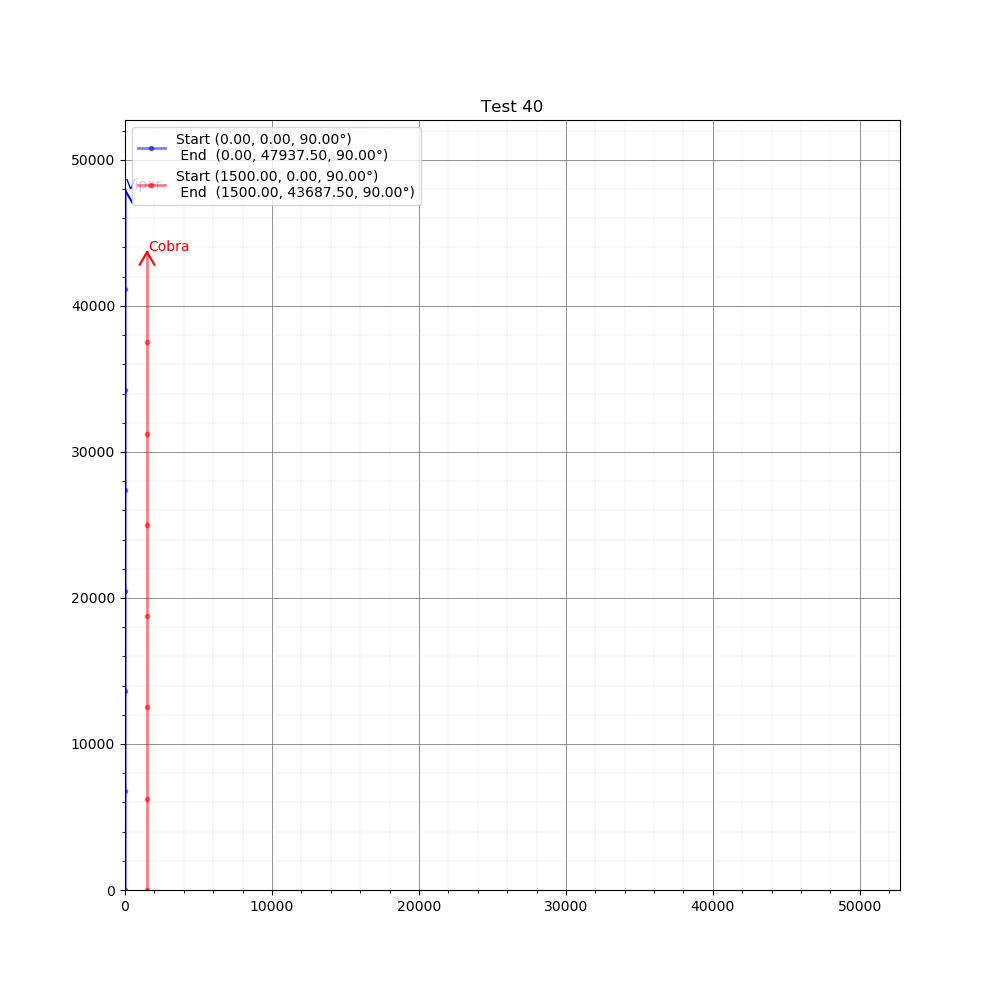 Test 40
Start (0.00, 0.00, 90.00°)
End (0.00, 47937.50, 90.00°)
Start (1500.00, 0.00, 90.00°)
End (1500.00, 43687.50, 90.00°)
50000
Viper
Cobra
40000
30000
20000
10000
0
0 10000 20000 30000 40000 50000